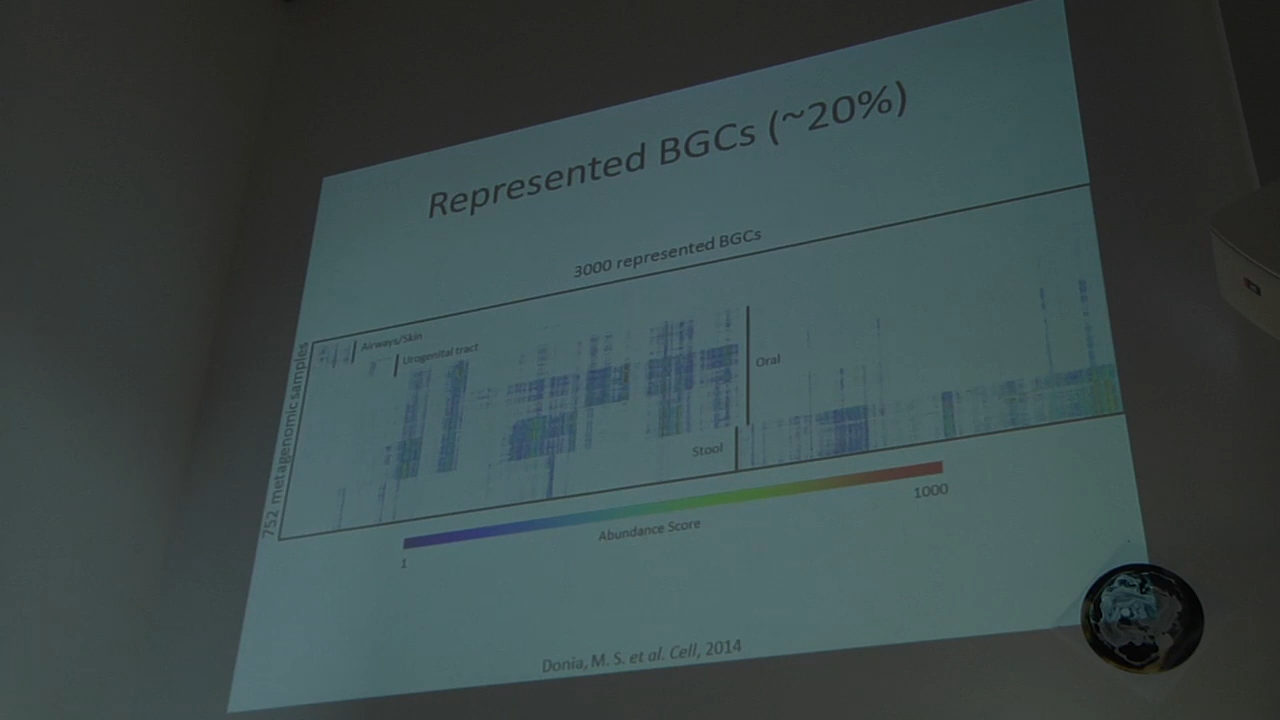 Represented BGCs (~20%)
3000 represented BGCs
752 metagenomic samples
Airways/Skin
Urogenital tract
Oral
Stool
1
1000
Abundance Score
Donia, M. S. et al. Cell, 2014